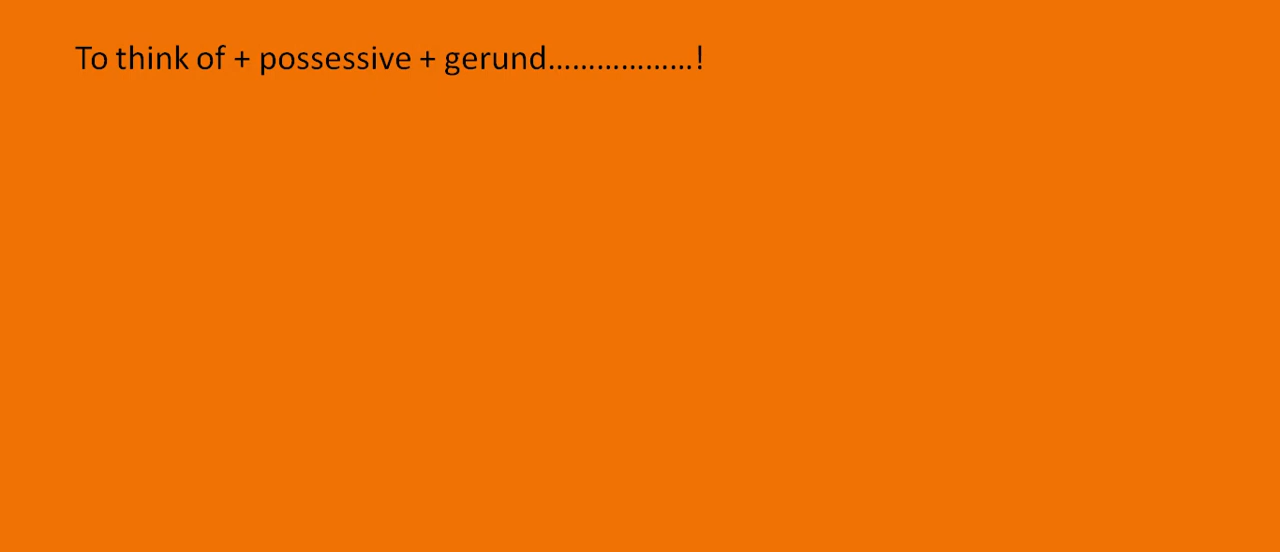 To think of + possessive + gerund………………!